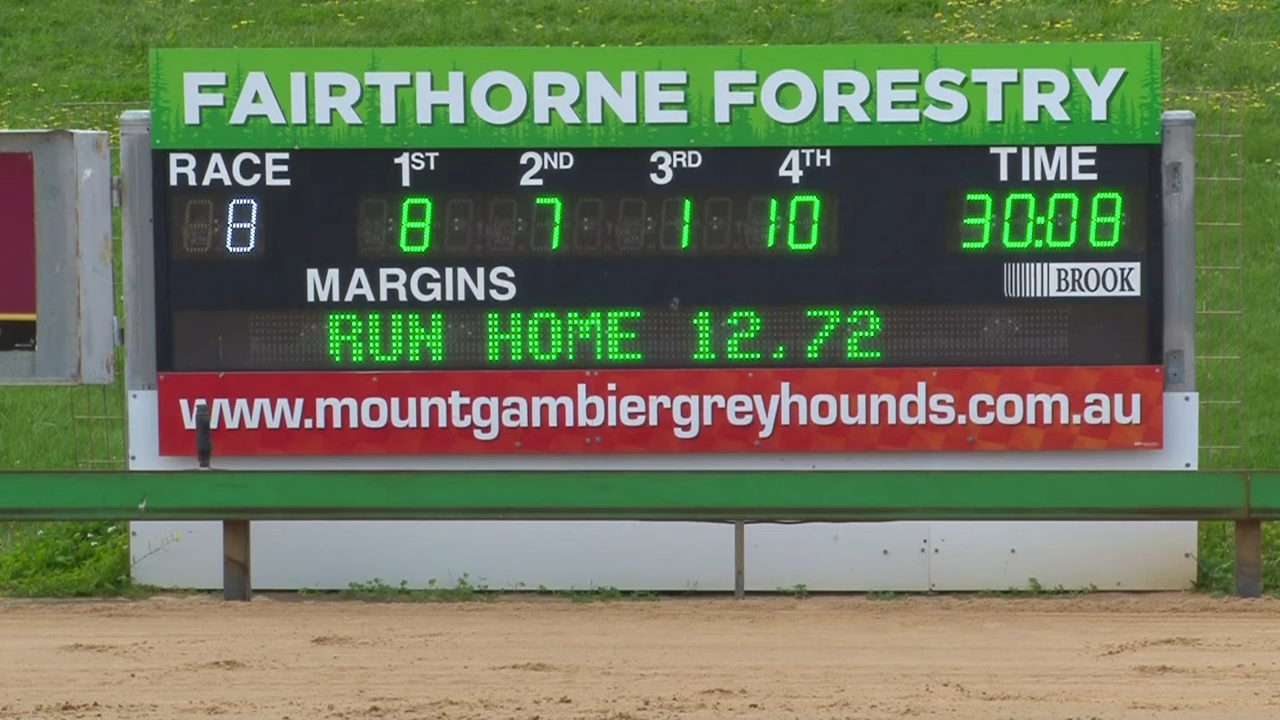 FAIRTHORNE FORESTRY
RACE 1ST 2ND 3RD 4TH TIME
8 8 7 1 10 30:08
MARGINS BROOK
RUN HOME 12.72
www.mountgambiergreyhounds.com.au